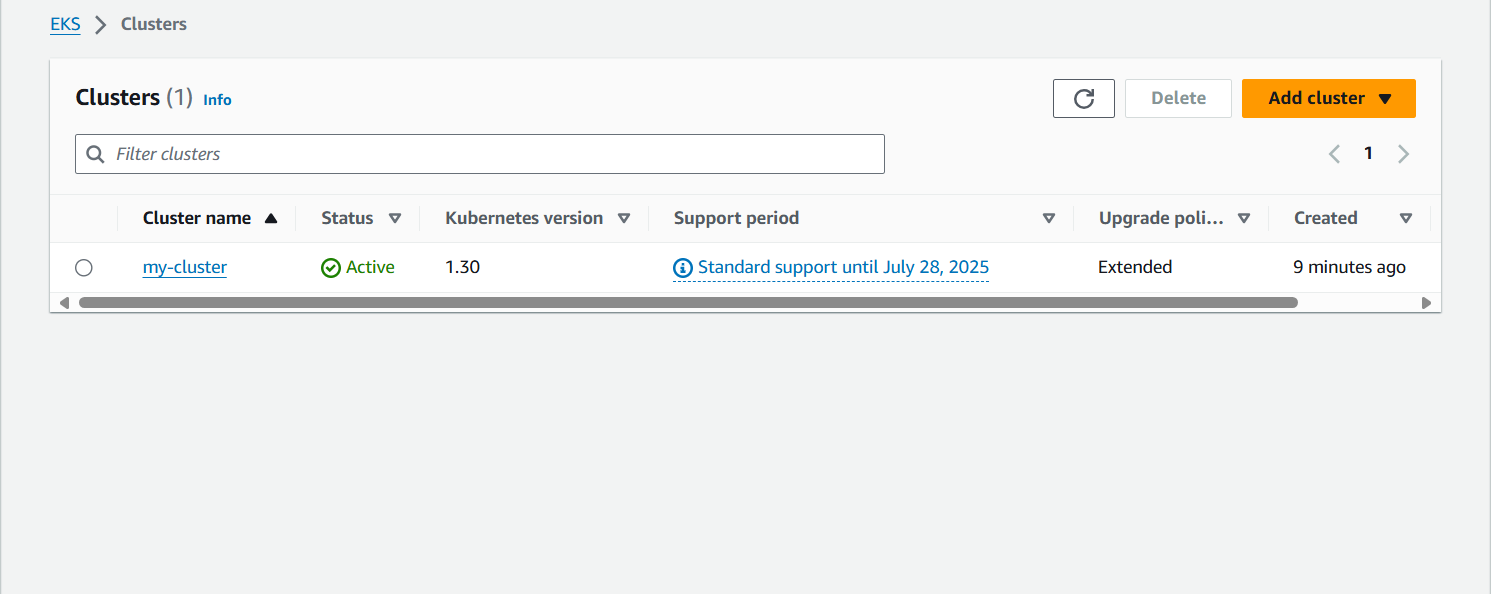 EKS Clusters
Clusters (1) Info
Delete
Add cluster
Filter clusters
1
Cluster name Status Kubernetes version Support period Upgrade poli... Created
my-cluster Active 1.30 Standard support until July 28, 2025 Extended 9 minutes ago